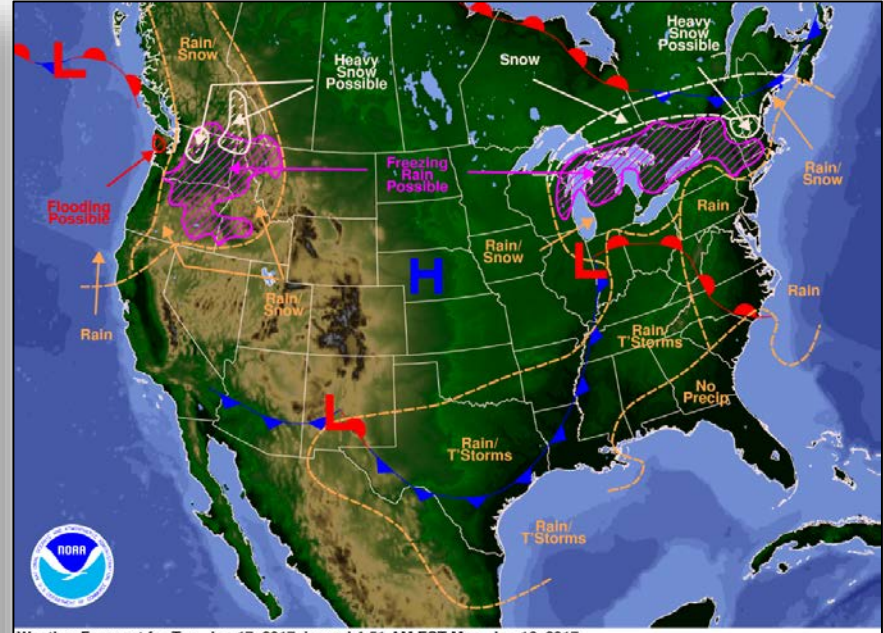 L
Rain/
Snow
Heavy
Snow
Possible
Snow
Heavy
Snow
Possible
Flooding
Possible
Freezing
Rain
Possible
Rain/
Snow
Rain
Rain/
Snow
L
H
Rain
Rain
Snow
Rain
Rain/
T'Storms
No
Precip
L
Rain/
T'Storms
Rain/
T'Storms
NOAA